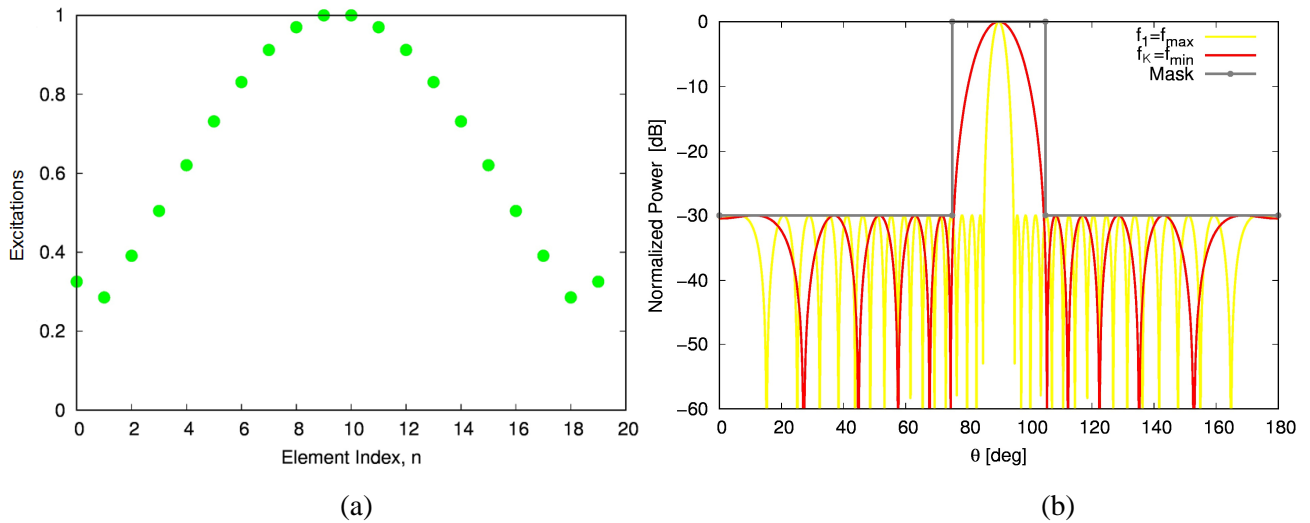 Excitations
1
0.8
0.6
0.4
0.2
0
0 2 4 6 8 10 12 14 16 18 20
Element Index, n
(a)
Normalized Power [dB]
0
−10
−20
−30
−40
−50
−60
f1=fmax
fK=fmin
Mask
0 20 40 60 80 100 120 140 160 180
θ [deg]
(b)